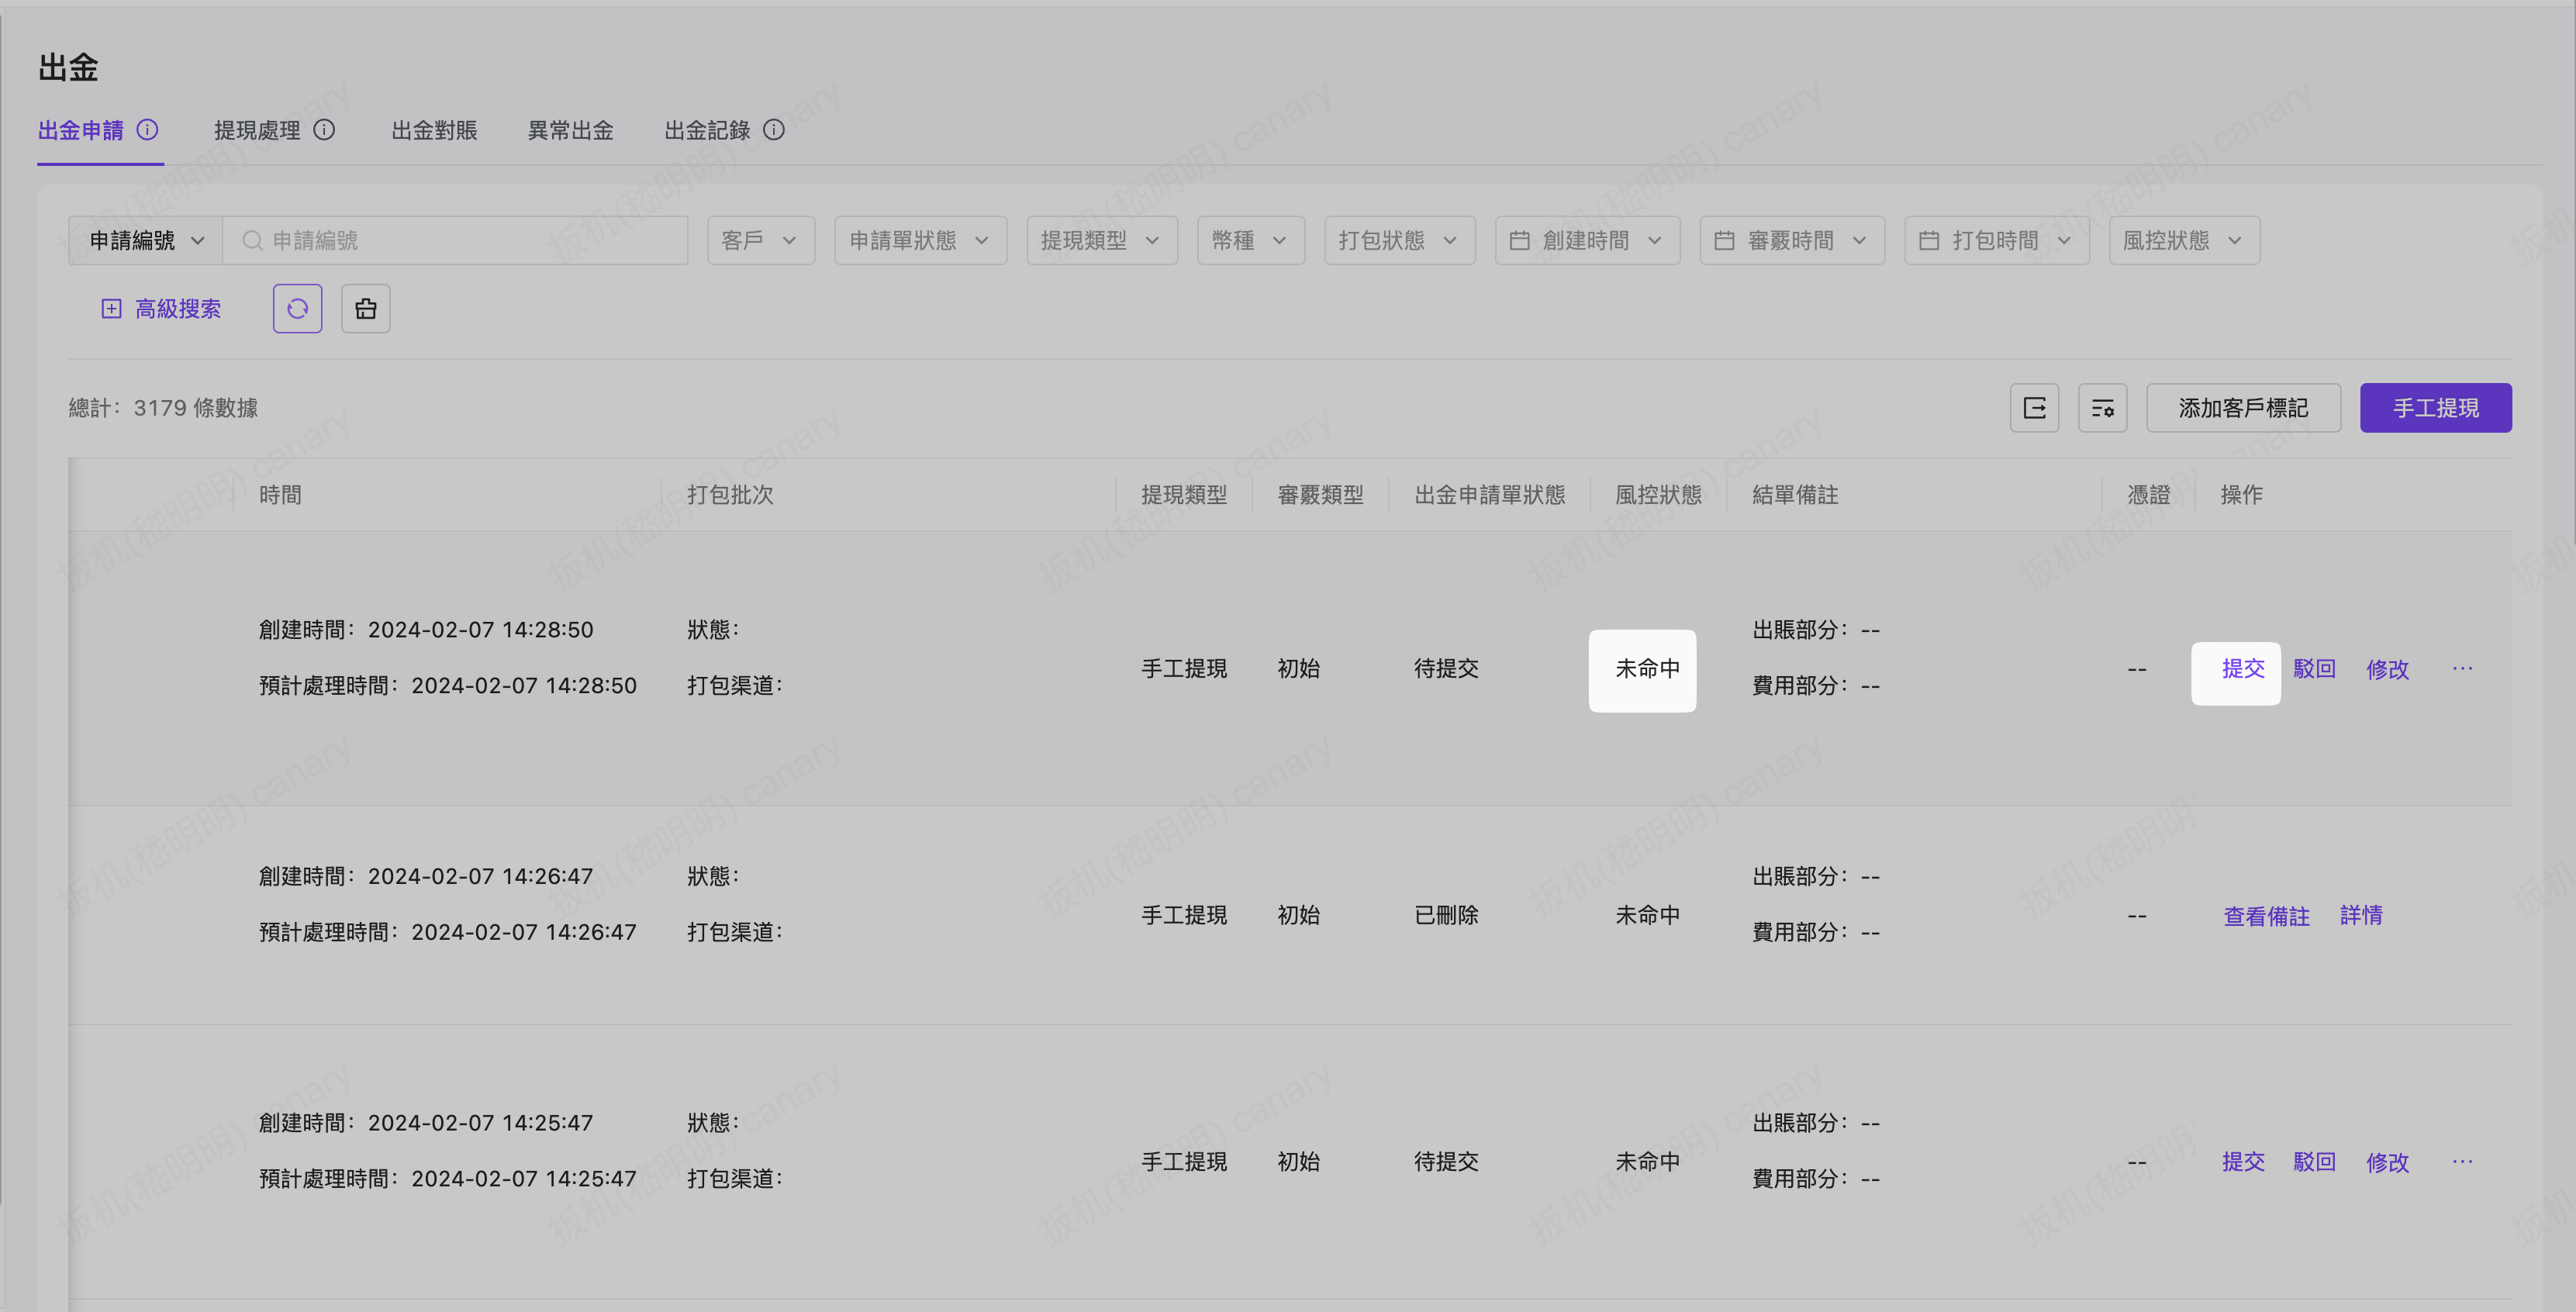 出金
出金申請 提現處理 出金對賬 異常出金 出金記錄
申請編號 申請編號 客戶 申請單狀態 提現類型 幣種 打包狀態 創建時間 審覈時間 打包時間 風控狀態
高級搜索
總計：3179 條數據 添加客戶標記 手工提現
時間 打包批次 提現類型 審覈類型 出金申請單狀態 風控狀態 結單備註 憑證 操作
創建時間：2024-02-07 14:28:50 狀態： 出賬部分：--
手工提現 初始 待提交 未命中 -- 提交 駁回 修改 ···
預計處理時間：2024-02-07 14:28:50 打包渠道： 費用部分：--
創建時間：2024-02-07 14:26:47 狀態： 出賬部分：--
手工提現 初始 已刪除 未命中 -- 查看備註 詳情
預計處理時間：2024-02-07 14:26:47 打包渠道： 費用部分：--
創建時間：2024-02-07 14:25:47 狀態： 出賬部分：--
手工提現 初始 待提交 未命中 -- 提交 駁回 修改 ···
預計處理時間：2024-02-07 14:25:47 打包渠道： 費用部分：--